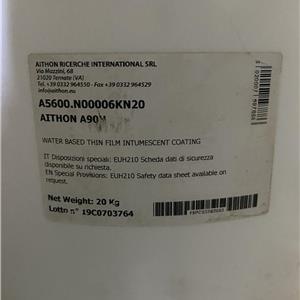 AITHON RICERCHE INTERNATIONAL SRL
Via Mazzini, 68
21020 Ternate (VA)
Tel. +39 0332 964550 - Fax +39 0332 964529
info@aithon.eu
A5600.N00006KN20
AITHON A90H
WATER BASED THIN FILM INTUMESCENT COATING
IT Disposizioni speciali: EUH210 Scheda dati di sicurezza
disponibile su richiesta.
EN Special Provisions: EUH210 Safety data sheet available on
request.
Net Weight: 20 Kg
Lotto n° 19C0703764